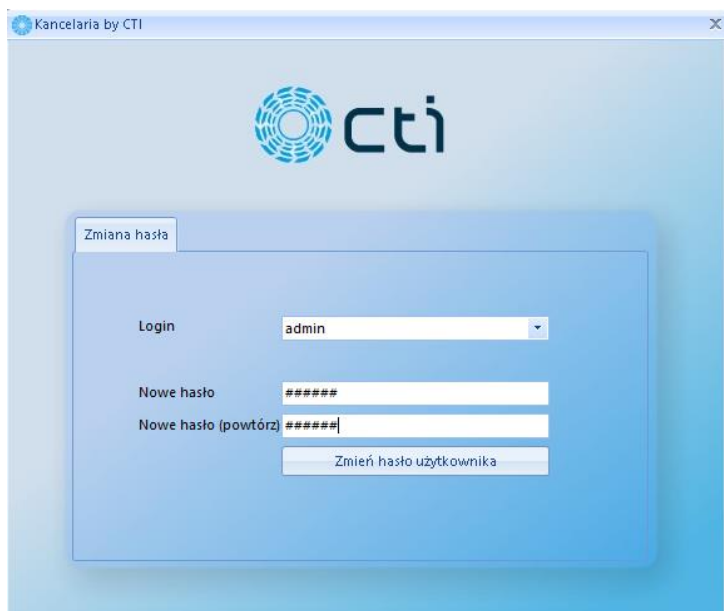 Kancelaria by CTI
cti
Zmiana hasła
Login admin
Nowe hasło ######
Nowe hasło (powtórz) ######
Zmień hasło użytkownika